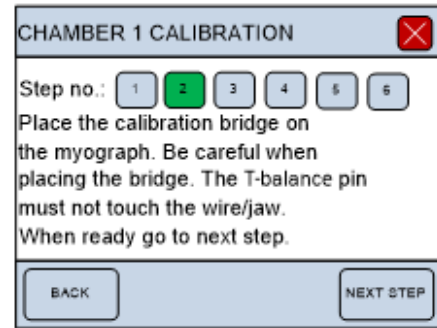 CHAMBER 1 CALIBRATION
Step no.: 1 2 3 4 5 6
Place the calibration bridge on
the myograph. Be careful when
placing the bridge. The T-balance pin
must not touch the wire/jaw.
When ready go to next step.
BACK NEXT STEP